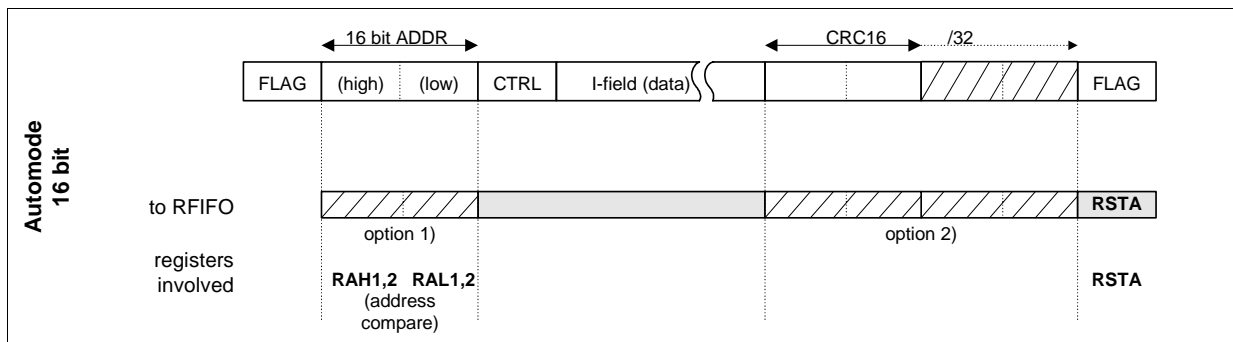 16 bit ADDR CRC16 /32
FLAG (high) (low) CTRL I-field (data) FLAG
Automode
16 bit
to RFIFO RSTA
option 1) option 2)
registers
involved
RAH1,2 RAL1,2 RSTA
(address
compare)